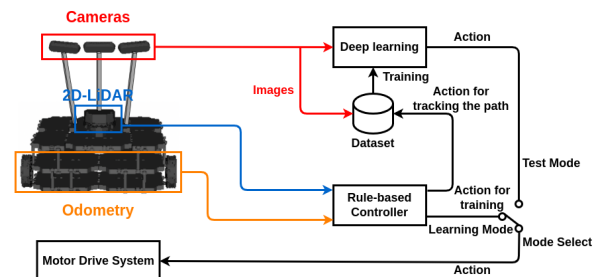 Cameras
Deep learning
Action
Training
2D-LiDAR
Images
Action for
tracking the path
Dataset
Test Mode
Rule-based
Controller
Action for
training
Odometry
Learning Mode
Mode Select
Motor Drive System
Action